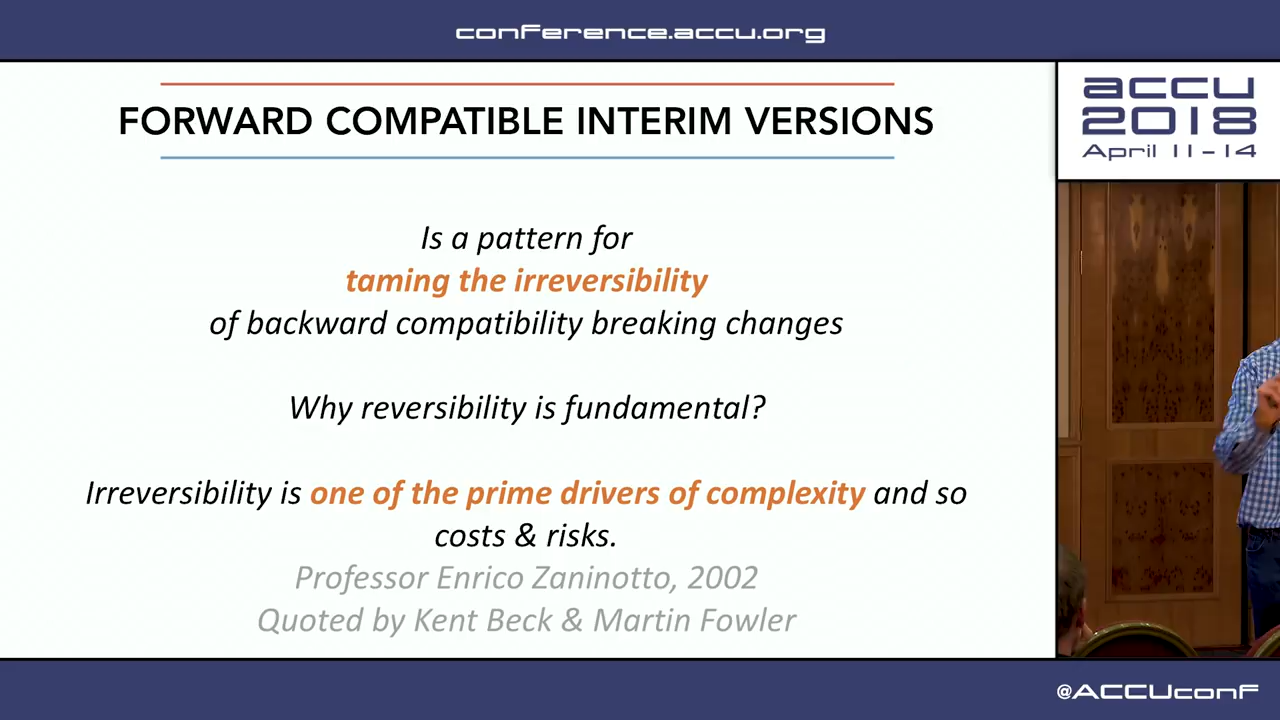 conference.accu.org
FORWARD COMPATIBLE INTERIM VERSIONS
Is a pattern for
taming the irreversibility
of backward compatibility breaking changes
Why reversibility is fundamental?
Irreversibility is one of the prime drivers of complexity and so
costs & risks.
Professor Enrico Zaninotto, 2002
Quoted by Kent Beck & Martin Fowler
accu
2018
April 11-14
@ACCUconf